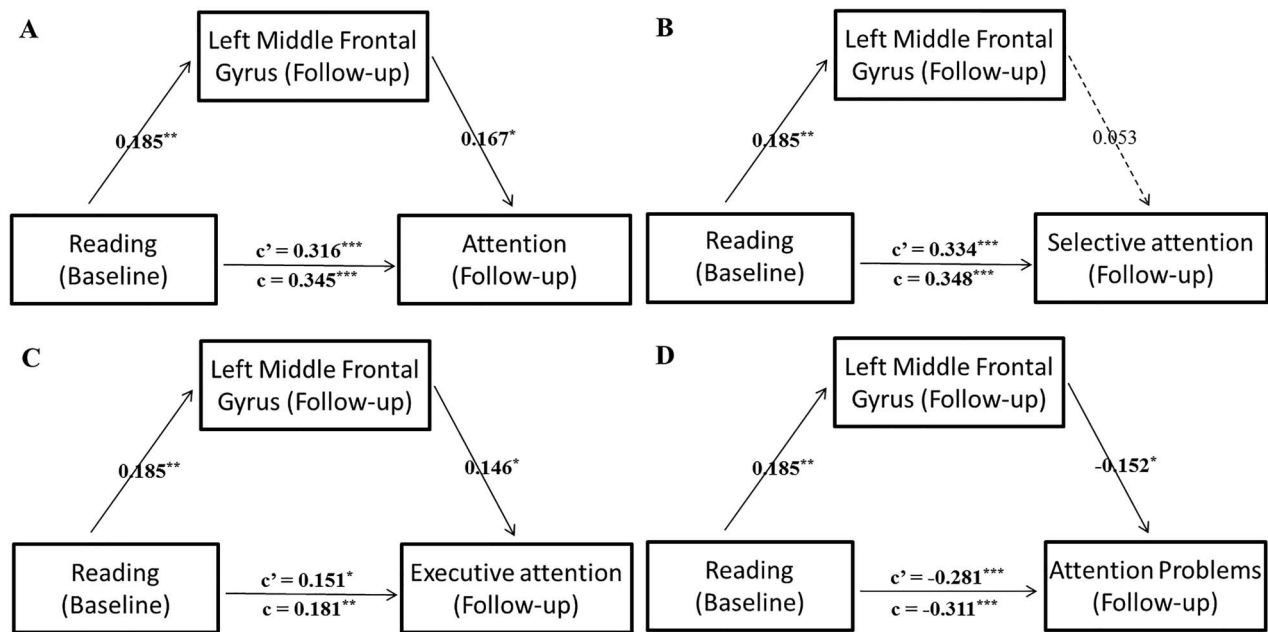 A
Left Middle Frontal
Gyrus (Follow-up)
0.185**
0.167*
Reading
(Baseline)
c’ = 0.316***
c = 0.345***
Attention
(Follow-up)
B
Left Middle Frontal
Gyrus (Follow-up)
0.185**
0.053
Reading
(Baseline)
c’ = 0.334***
c = 0.348***
Selective attention
(Follow-up)
C
Left Middle Frontal
Gyrus (Follow-up)
0.185**
0.146*
Reading
(Baseline)
c’ = 0.151*
c = 0.181**
Executive attention
(Follow-up)
D
Left Middle Frontal
Gyrus (Follow-up)
0.185**
-0.152*
Reading
(Baseline)
c’ = -0.281***
c = -0.311***
Attention Problems
(Follow-up)